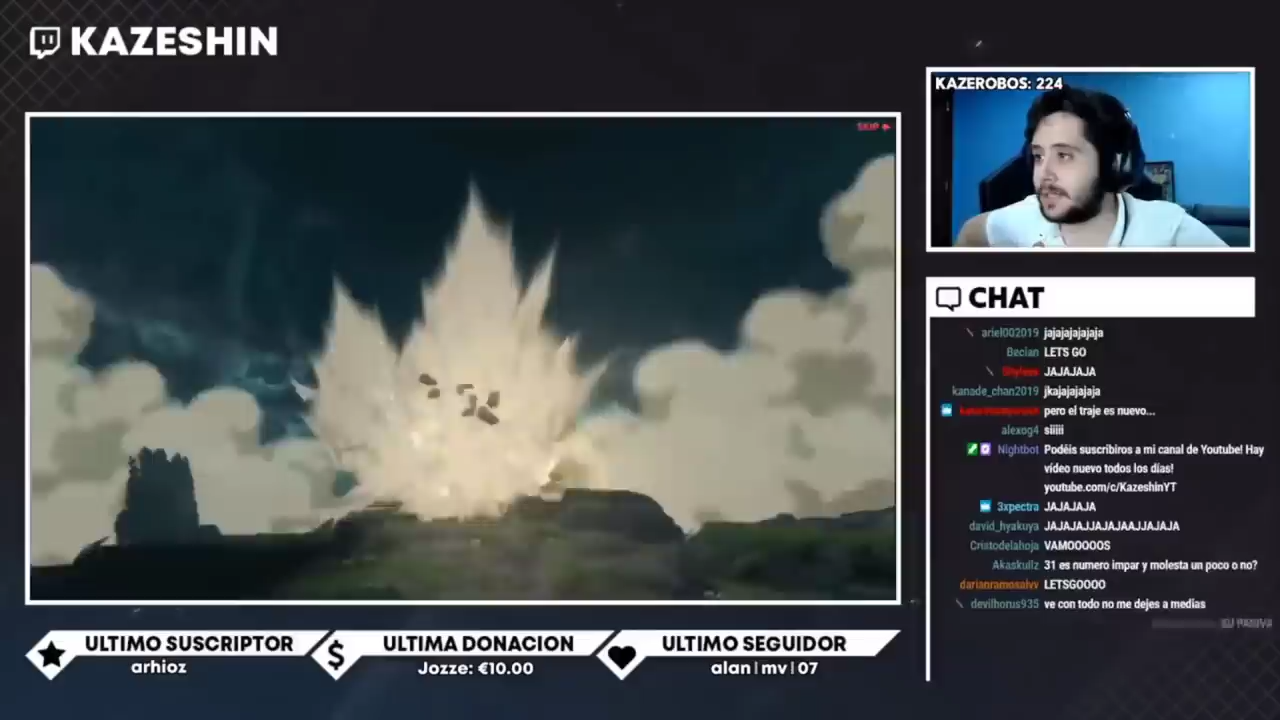 KAZESHIN
SKIP
KAZEROBOS: 224
CHAT
ariel002019 jajajajajaja
Becian LETS GO
JAJAJAJA
kanade_chan2019 jkajajajajaja
pero el traje es nuevo...
alexog4 siiiii
Nightbot Podéis suscribiros a mi canal de Youtube! Hay
vídeo nuevo todos los días!
youtube.com/c/KazeshinYT
3xpectra JAJAJAJA
david_hyakuya JAJAJAJJAJAJAAJJAJAJA
Cristodelahoja VAMOOOOOS
Akaskullz 31 es numero impar y molesta un poco o no?
darianramosalvv LETSGOOOO
devilhorus935 ve con todo no me dejes a medias
ULTIMO SUSCRIPTOR
arhioz
ULTIMA DONACION
Jozze: €10.00
ULTIMO SEGUIDOR
alan|mv|07